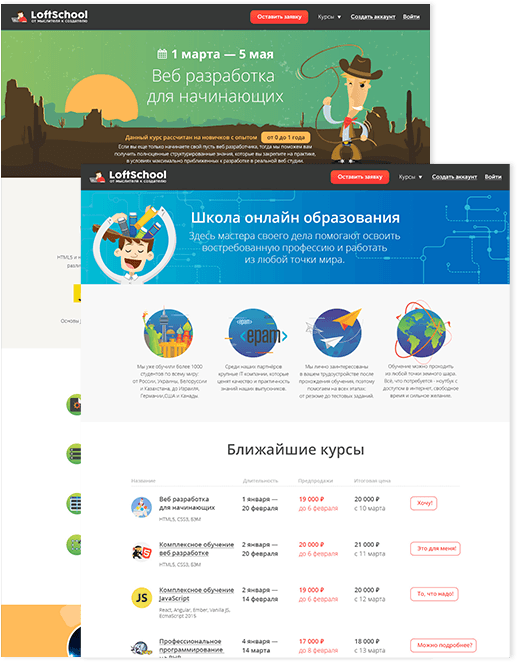 LoftSchool
от мыслителя к создателю
Оставить заявку
Курсы
Создать аккаунт
Войти
1 марта — 5 мая
Веб разработка
для начинающих
Данный курс рассчитан на новичков с опытом
от 0 до 1 года
Если вы еще только начинаете свой путь веб разработчика, тогда мы поможем вам
получить полноценные структурированные знания, которые вы закрепите на практике,
в условиях максимально приближенных к разработке в реальной веб студии.
HTML5 и
разли
Основы
LoftSchool
от мыслителя к создателю
Оставить заявку
Курсы
Создать аккаунт
Войти
Школа онлайн образования
Здесь мастера своего дела помогают освоить
востребованную профессию и работать
из любой точки мира.
<epam>
<epam>
Мы уже обучили более 1000
студентов по всему миру:
от России, Украины, Белоруссии
и Казахстана, до Израиля,
Германии,США и Канады.
Среди наших партнёров
крупные IT-компании, которые
ценят качество и практичность
знаний наших выпускников.
Мы лично заинтересованы
в вашем трудоустройстве после
прохождения обучения, поэтому
помогаем на всех этапах:
от резюме до тестовых заданий.
Обучение можно проходить
из любой точки земного шара.
Всё, что потребуется - ноутбук с
доступом в интернет, свободное
время и сильное желание.
Ближайшие курсы
Название
Длительность
Предпродажи
Итоговая цена
Веб разработка
для начинающих
HTML5, CSS3, БЭМ
1 января —
20 февраля
19 000 ₽
до 6 февраля
20 000 ₽
с 10 марта
Хочу!
Комплексное обучение
веб разработке
HTML5, CSS3, БЭМ
2 января —
20 февраля
20 000 ₽
до 6 февраля
21 000 ₽
с 11 марта
Это для меня!
JS
Комплексное обучение
JavaScript
React, Angular, Ember, Vanilla JS,
EcmaScript 2015
2 января —
14 февраля
19 000 ₽
до 6 февраля
20 000 ₽
с 12 марта
То, что надо!
Профессиональное
программирование
на PHP
4 января —
14 марта
17 000 ₽
до 8 февраля
18 000 ₽
с 13 марта
Можно подробнее?